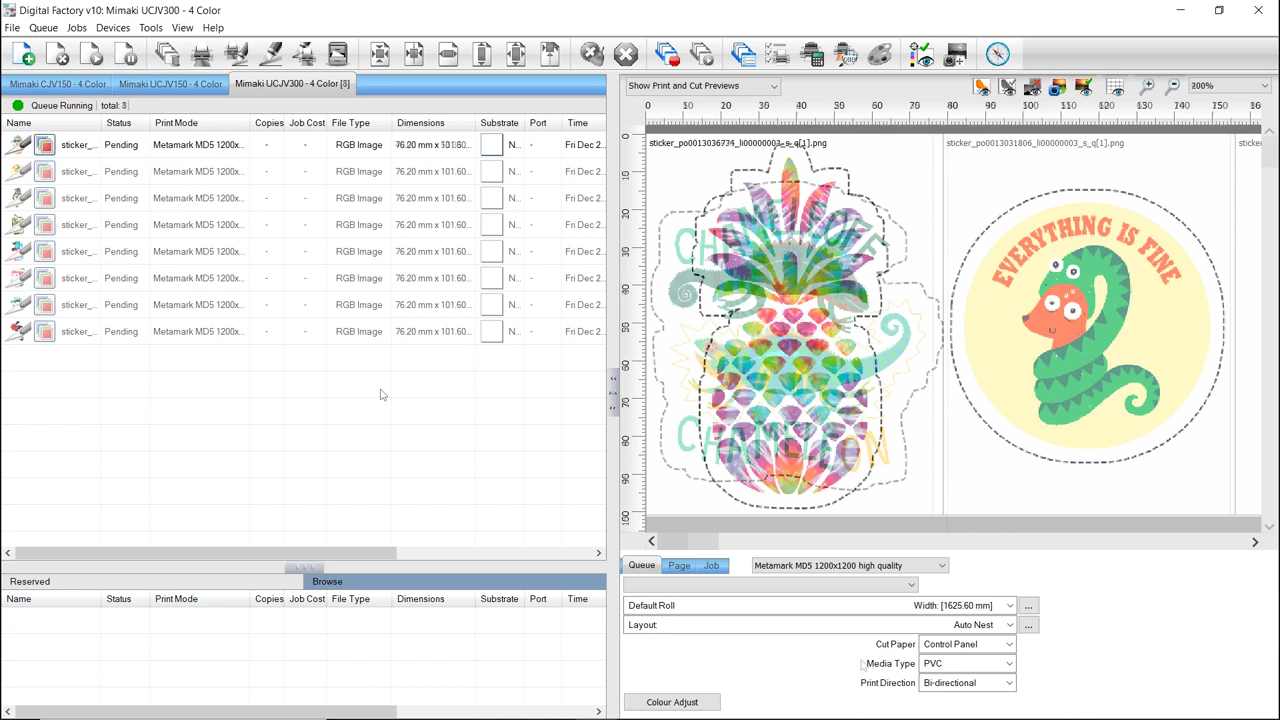 Digital Factory v10: Mimaki UCJV300 - 4 Color
File Queue Jobs Devices Tools View Help
Mimaki CJV150 - 4 Color Mimaki UCJV150 - 4 Color Mimaki UCJV300 - 4 Color [8]
Queue Running total: 8
Name Status Print Mode Copies Job Cost File Type Dimensions Substrate Port Time
sticker_... Pending Metamark MD5 1200x... - - RGB Image 76.20 mm x 101.60... N... - Fri Dec 2...
sticker_... Pending Metamark MD5 1200x... - - RGB Image 76.20 mm x 101.60... N... - Fri Dec 2...
sticker_... Pending Metamark MD5 1200x... - - RGB Image 76.20 mm x 101.60... N... - Fri Dec 2...
sticker_... Pending Metamark MD5 1200x... - - RGB Image 76.20 mm x 101.60... N... - Fri Dec 2...
sticker_... Pending Metamark MD5 1200x... - - RGB Image 76.20 mm x 101.60... N... - Fri Dec 2...
sticker_... Pending Metamark MD5 1200x... - - RGB Image 76.20 mm x 101.60... N... - Fri Dec 2...
sticker_... Pending Metamark MD5 1200x... - - RGB Image 76.20 mm x 101.60... N... - Fri Dec 2...
sticker_... Pending Metamark MD5 1200x... - - RGB Image 76.20 mm x 101.60... N... - Fri Dec 2...
Reserved Browse
Name Status Print Mode Copies Job Cost File Type Dimensions Substrate Port Time
Show Print and Cut Previews 200%
0 10 20 30 40 50 60 70 80 90 100 110 120 130 140 150 16
0
10
20
30
40
50
60
70
80
90
100
sticker_po0013031806_li00000003_s_q[1].png sticke
EVERYTHING IS FINE
CHAMELEON
Queue Page Job Metamark MD5 1200x1200 high quality
Default Roll Width: [1625.60 mm] ...
Layout: Auto Nest ...
Cut Paper Control Panel
Media Type PVC
Print Direction Bi-directional
Colour Adjust